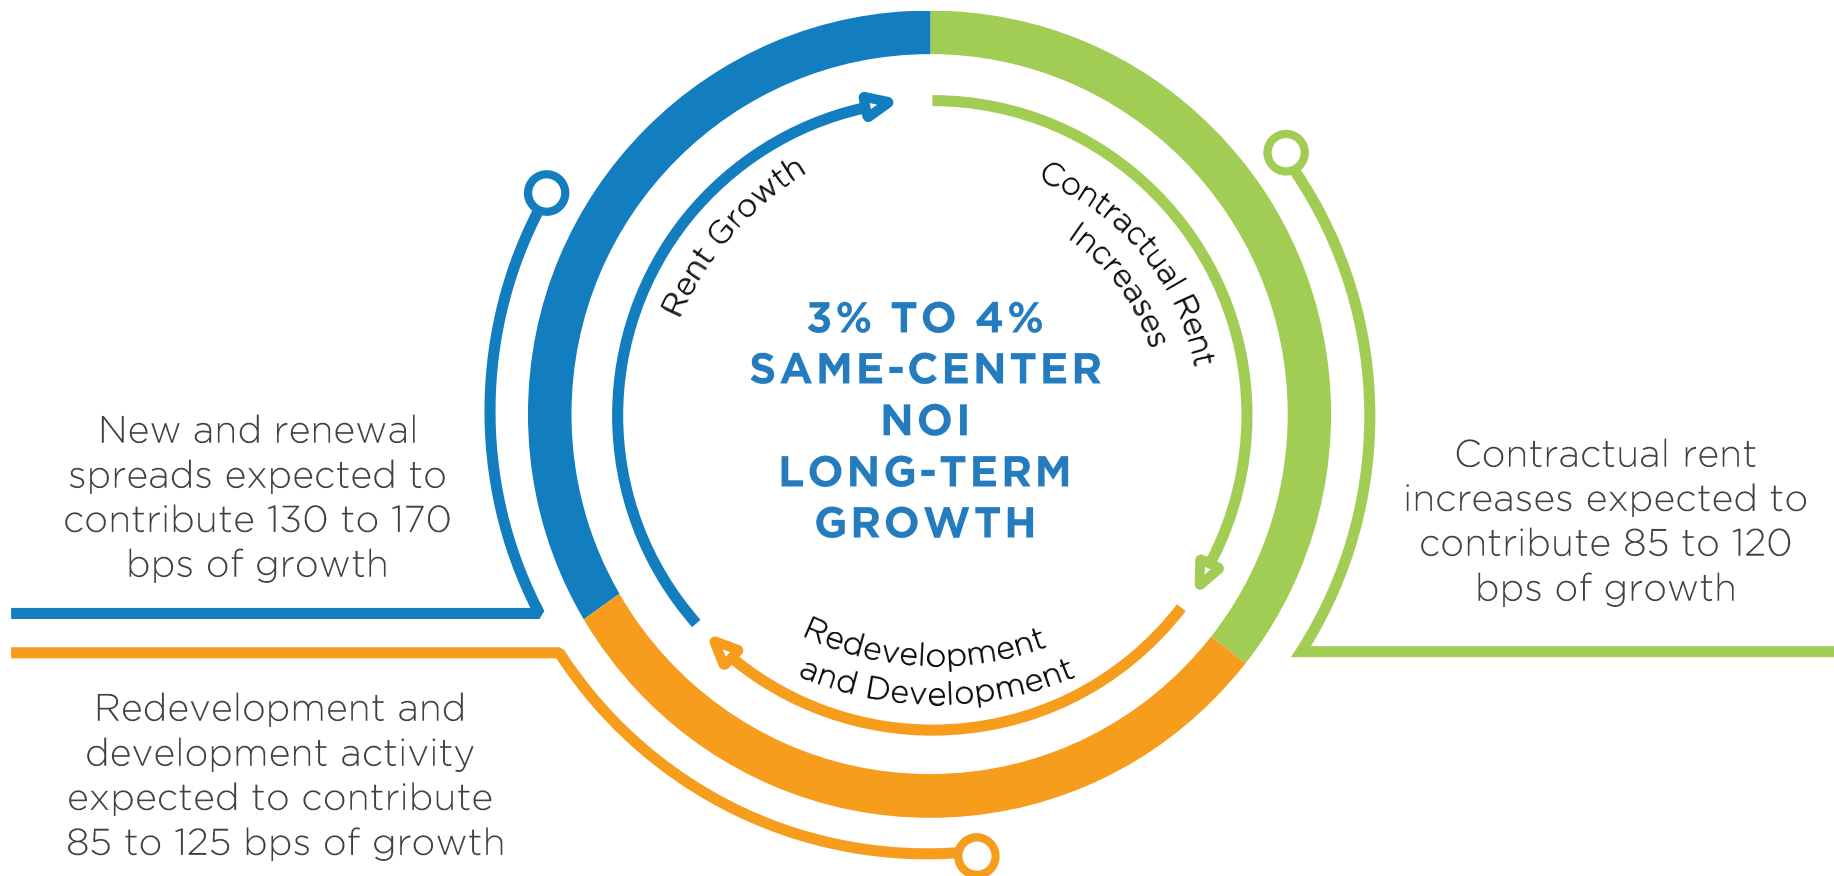 Rent Growth
Contractual Rent
Increases
3% TO 4%
SAME-CENTER
NOI
LONG-TERM
GROWTH
Redevelopment
and Development
New and renewal
spreads expected to
contribute 130 to 170
bps of growth
Contractual rent
increases expected to
contribute 85 to 120
bps of growth
Redevelopment and
development activity
expected to contribute
85 to 125 bps of growth